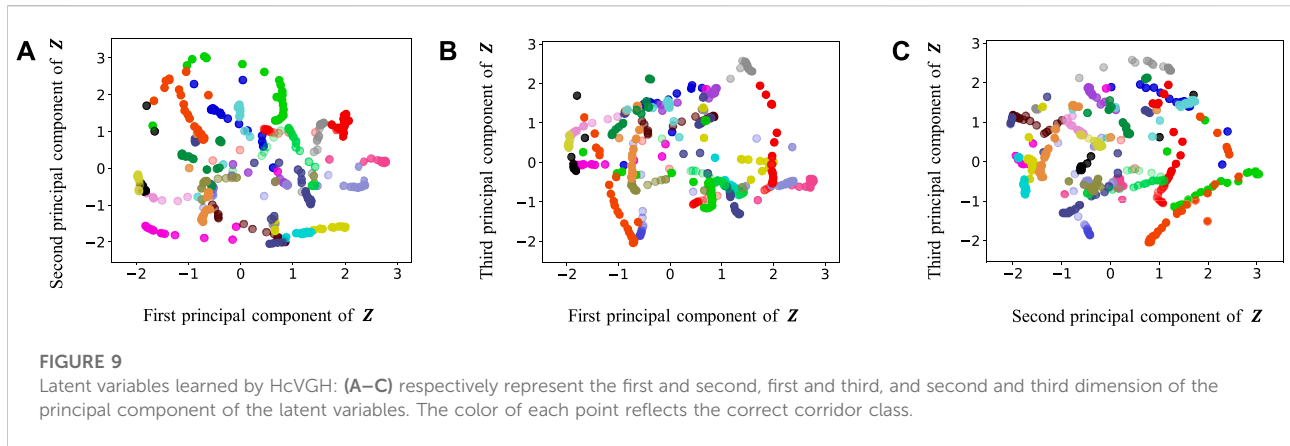 A
Second principal component of Z
3
2
1
0
−1
−2
−2 −1 0 1 2 3
First principal component of Z
B
Third principal component of Z
3
2
1
0
−1
−2
−2 −1 0 1 2 3
First principal component of Z
C
Third principal component of Z
3
2
1
0
−1
−2
−2 −1 0 1 2 3
Second principal component of Z
FIGURE 9
Latent variables learned by HcVGH: (A–C) respectively represent the first and second, first and third, and second and third dimension of the
principal component of the latent variables. The color of each point reflects the correct corridor class.